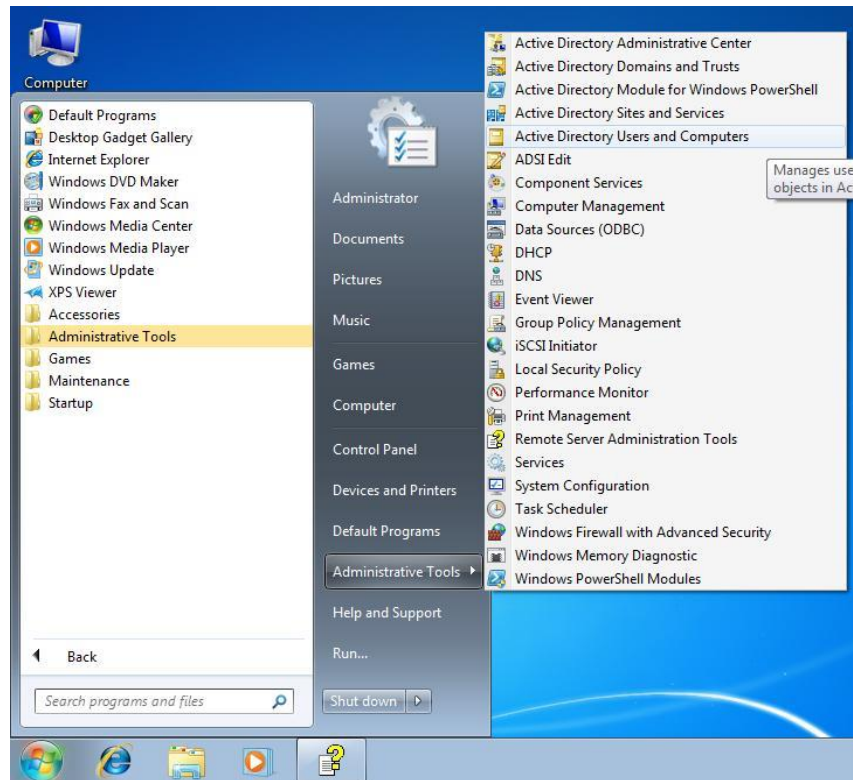 Computer
Default Programs
Desktop Gadget Gallery
Internet Explorer
Windows DVD Maker
Windows Fax and Scan
Windows Media Center
Windows Media Player
Windows Update
XPS Viewer
Accessories
Administrative Tools
Games
Maintenance
Startup
Back
Search programs and files
Administrator
Documents
Pictures
Music
Games
Computer
Control Panel
Devices and Printers
Default Programs
Administrative Tools
Help and Support
Run...
Shut down
Active Directory Administrative Center
Active Directory Domains and Trusts
Active Directory Module for Windows PowerShell
Active Directory Sites and Services
Active Directory Users and Computers
ADSI Edit
Component Services
Computer Management
Data Sources (ODBC)
DHCP
DNS
Event Viewer
Group Policy Management
iSCSI Initiator
Local Security Policy
Performance Monitor
Print Management
Remote Server Administration Tools
Services
System Configuration
Task Scheduler
Windows Firewall with Advanced Security
Windows Memory Diagnostic
Windows PowerShell Modules
Manages use
objects in Ac